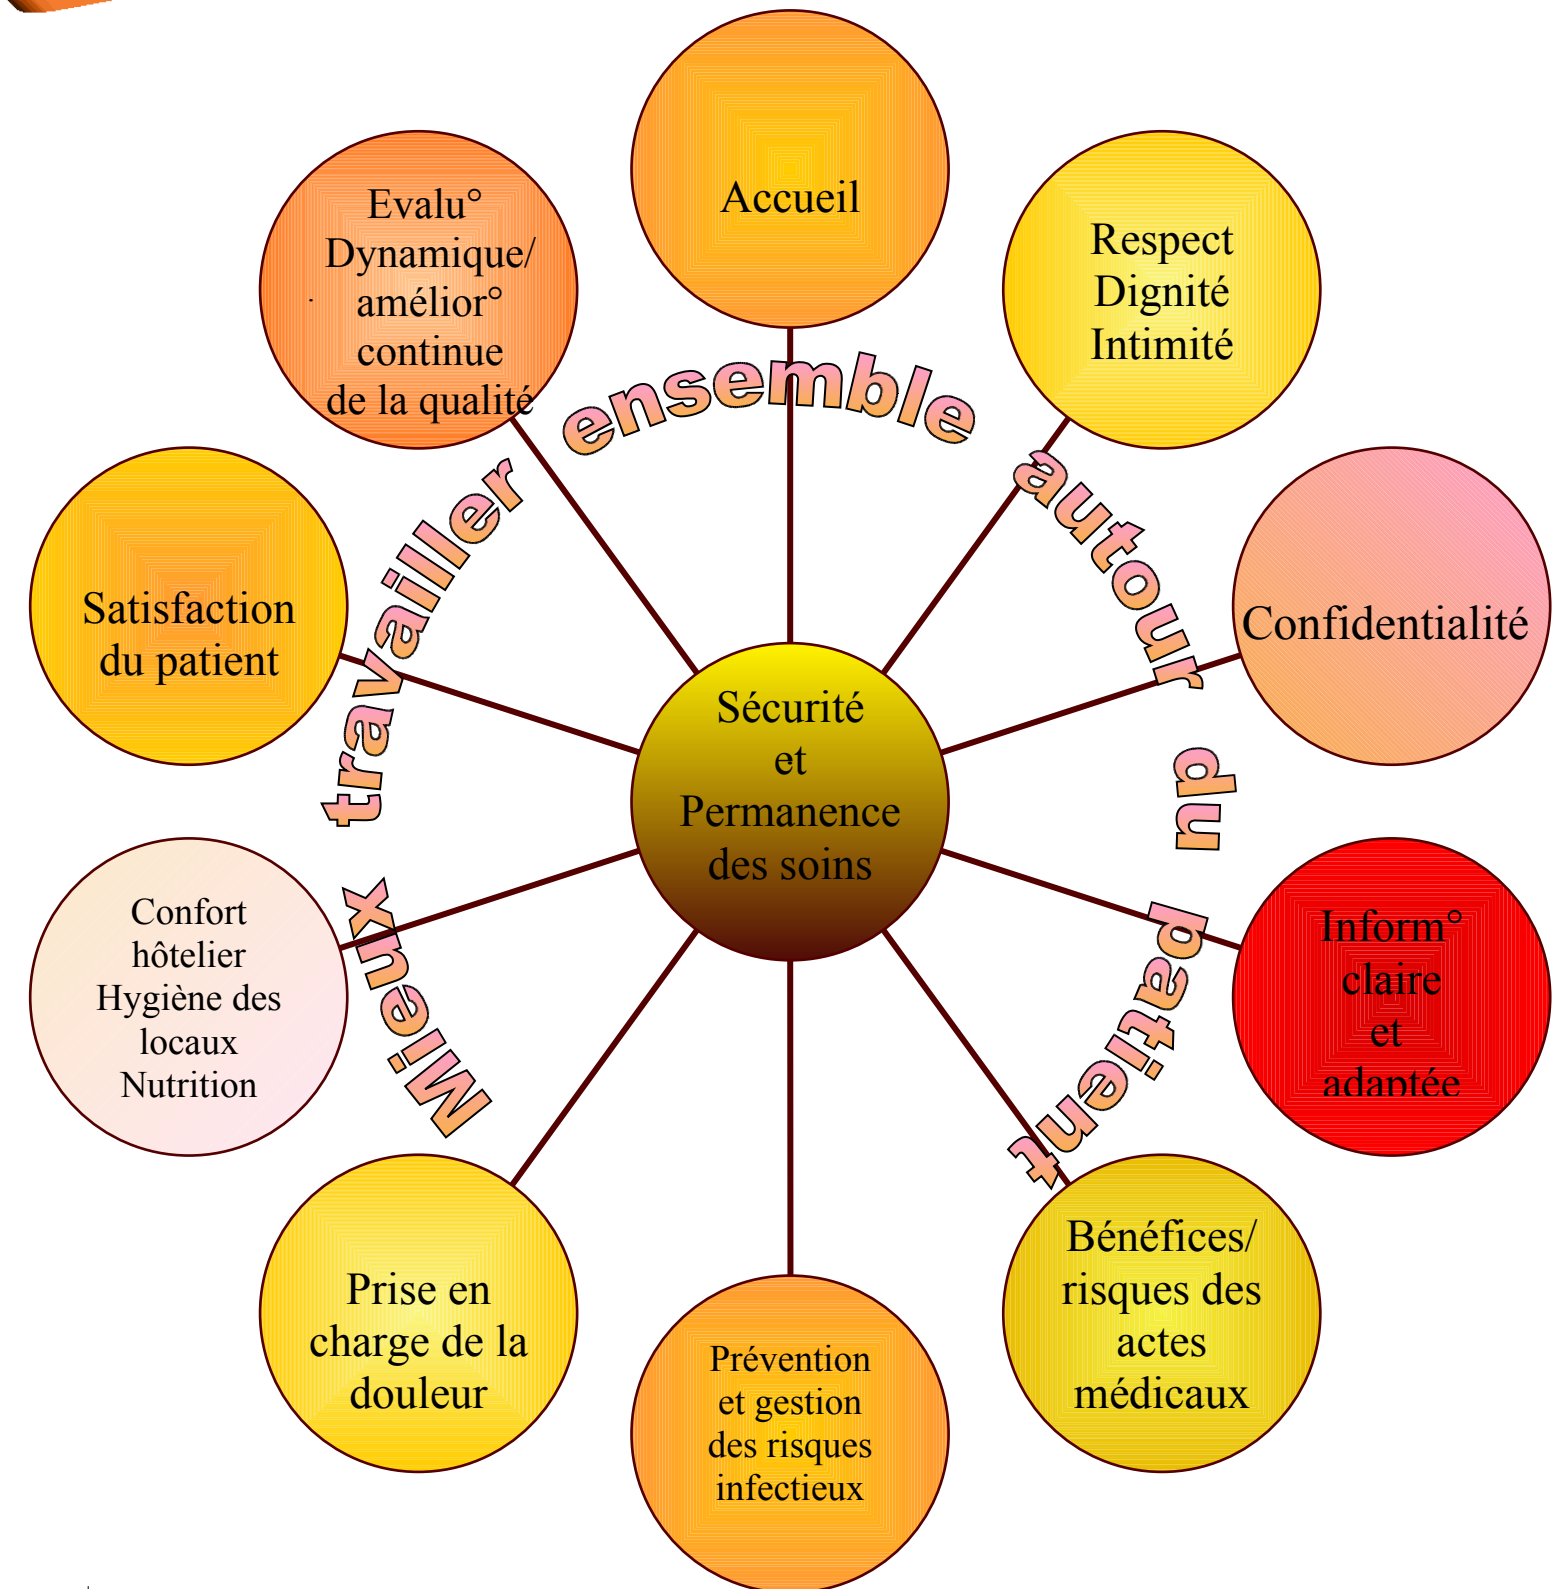 Accueil
Respect
Dignité
Intimité
Confidentialité
Inform°
claire
et
adaptée
Bénéfices/
risques des
actes
médicaux
Prévention
et gestion
des risques
infectieux
Prise en
charge de la
douleur
Confort
hôtelier
Hygiène des
locaux
Nutrition
Satisfaction
du patient
Evalu°
Dynamique/
amélior°
continue
de la qualité
Mieux travailler ensemble autour du patient
Sécurité
et
Permanence
des soins